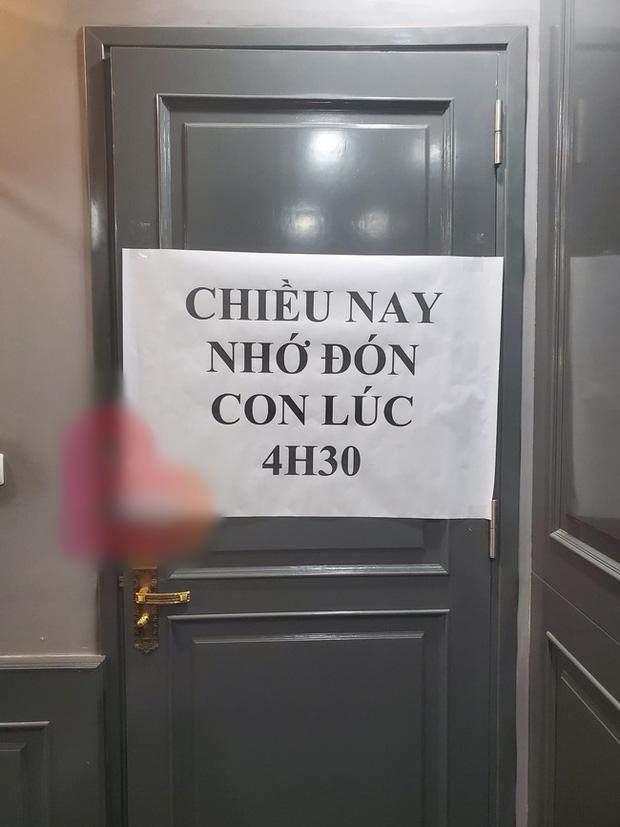 CHIỀU NAY
NHỚ ĐÓN
CON LÚC
4H30